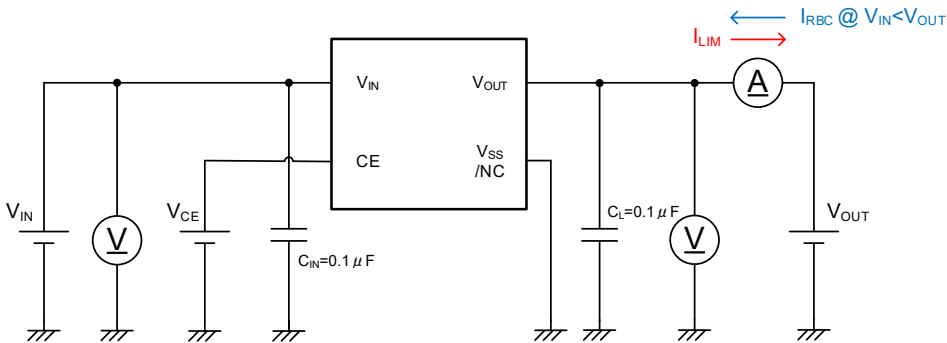 IRBC @ VIN<VOUT
ILIM
VIN
VOUT
CE
VSS
/NC
A
VIN
V
VCE
CIN=0.1μF
CL=0.1μF
V
VOUT